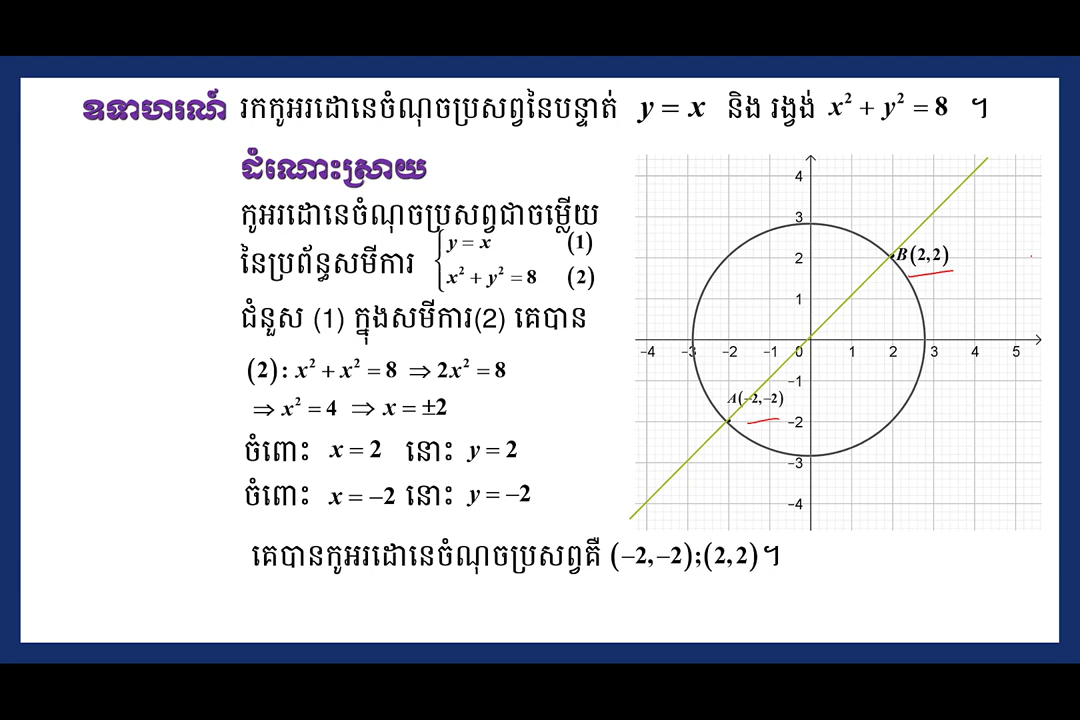 ឧទាហរណ៍ រកកូអរដោនេចំណុចប្រសព្វនៃបន្ទាត់ y = x និង រង្វង់ x² + y² = 8 ។
ដំណោះស្រាយ
កូអរដោនេចំណុចប្រសព្វជាចម្លើយ
នៃប្រព័ន្ធសមីការ { y = x (1)
x² + y² = 8 (2)
ជំនួស (1) ក្នុងសមីការ(2) គេបាន
(2) : x² + x² = 8 ⇒ 2x² = 8
⇒ x² = 4 ⇒ x = ±2
ចំពោះ x = 2 នោះ y = 2
ចំពោះ x = −2 នោះ y = −2
គេបានកូអរដោនេចំណុចប្រសព្វគឺ (−2,−2);(2,2)។
4
3
2
B(2,2)
1
−4 −3 −2 −1 0 1 2 3 4 5
−1
A(−2,−2)
−2
−3
−4